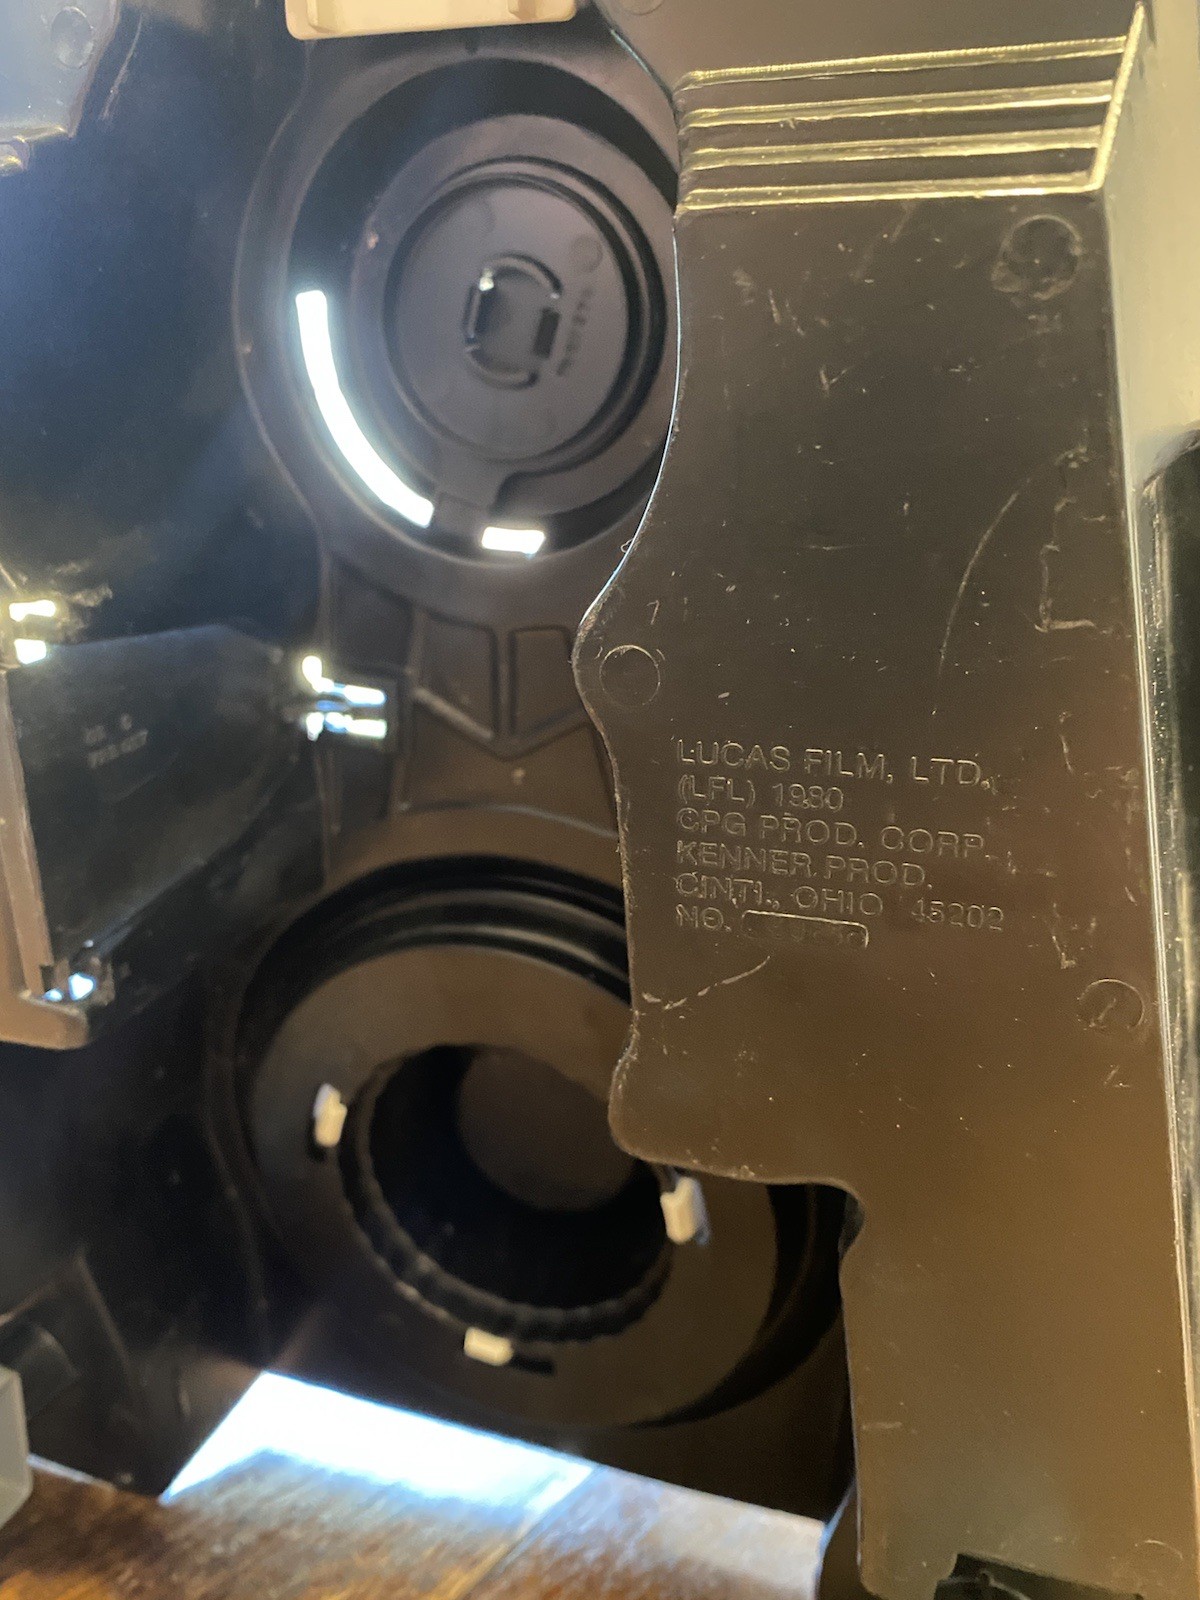 LUCAS FILM, LTD.
(LFL) 1980
CPG PROD. CORP.
KENNER PROD.
CINTI., OHIO 45202
NO.